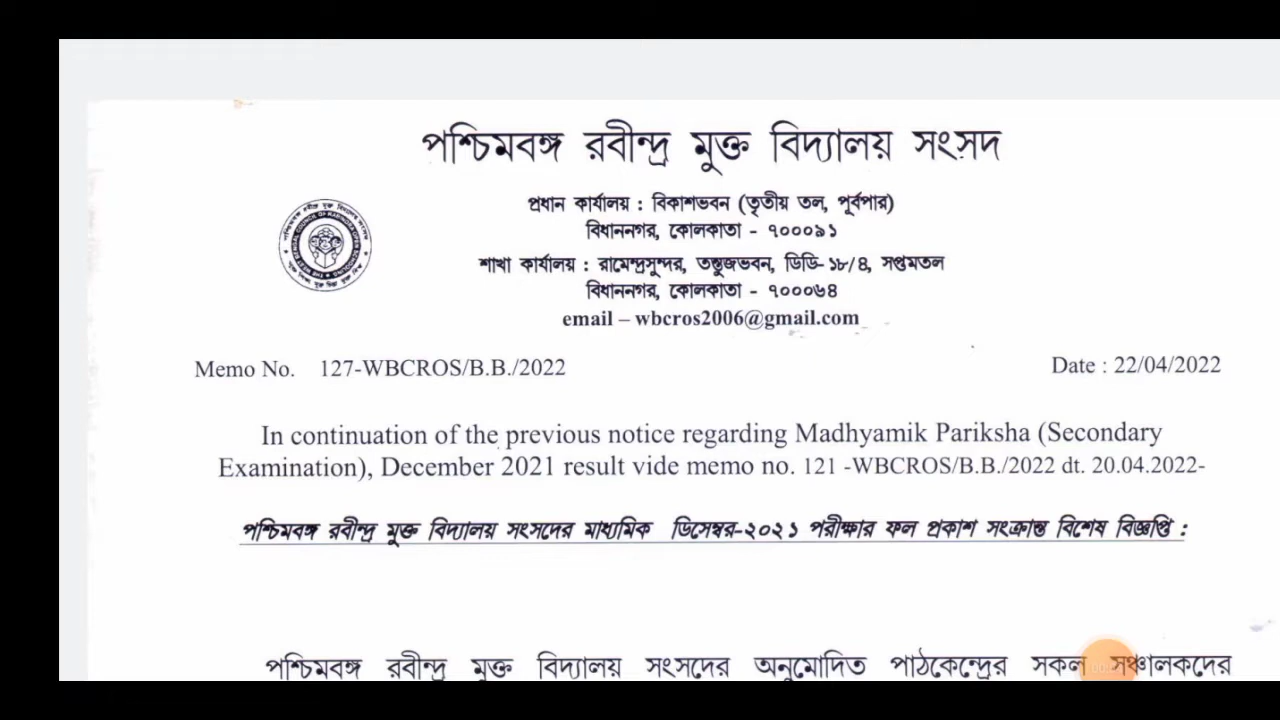 পশ্চিমবঙ্গ রবীন্দ্র মুক্ত বিদ্যালয় সংসদ
প্রধান কার্যালয় : বিকাশভবন (তৃতীয় তল, পূর্বপার)
বিধাননগর, কোলকাতা - ৭০০০৯১
শাখা কার্যালয় : রামেন্দ্রসুন্দর, তন্তুজভবন, ডিডি-১৮/৪, সপ্তমতল
বিধাননগর, কোলকাতা - ৭০০০৬৪
email – wbcros2006@gmail.com
Memo No. 127-WBCROS/B.B./2022 Date : 22/04/2022
In continuation of the previous notice regarding Madhyamik Pariksha (Secondary
Examination), December 2021 result vide memo no. 121 -WBCROS/B.B./2022 dt. 20.04.2022-
পশ্চিমবঙ্গ রবীন্দ্র মুক্ত বিদ্যালয় সংসদের মাধ্যমিক ডিসেম্বর-২০২১ পরীক্ষার ফল প্রকাশ সংক্রান্ত বিশেষ বিজ্ঞপ্তি :
পশ্চিমবঙ্গ রবীন্দ্র মুক্ত বিদ্যালয় সংসদের অনুমোদিত পাঠকেন্দ্রের সকল সঞ্চালকদের